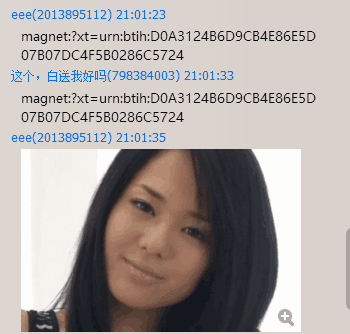 eee(2013895112) 21:01:23
magnet:?xt=urn:btih:D0A3124B6D9CB4E86E5D
07B07DC4F5B0286C5724
这个，白送我好吗(798384003) 21:01:33
magnet:?xt=urn:btih:D0A3124B6D9CB4E86E5D
07B07DC4F5B0286C5724
eee(2013895112) 21:01:35